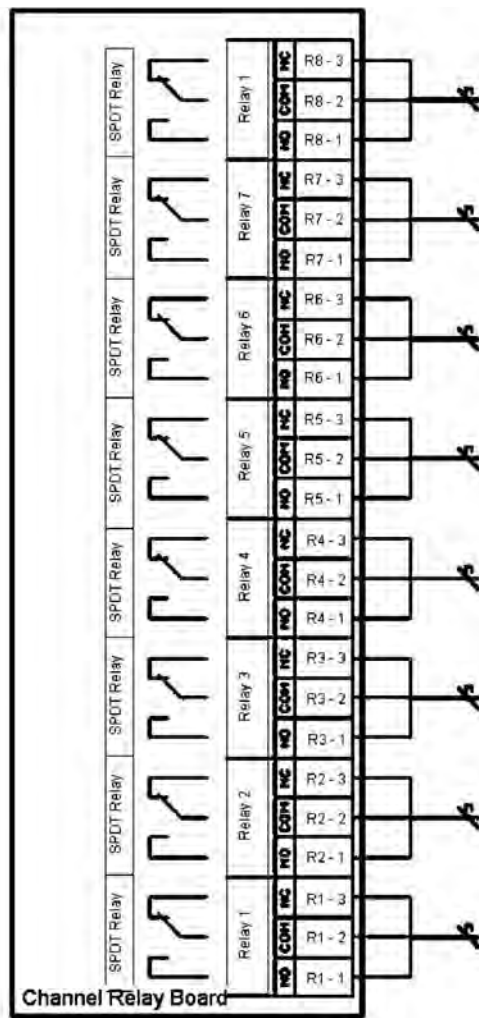 SPDT Relay
Relay 1
NC R8 - 3
COM R8 - 2
NO R8 - 1
SPDT Relay
Relay 7
NC R7 - 3
COM R7 - 2
NO R7 - 1
SPDT Relay
Relay 6
NC R6 - 3
COM R6 - 2
NO R6 - 1
SPDT Relay
Relay 5
NC R5 - 3
COM R5 - 2
NO R5 - 1
SPDT Relay
Relay 4
NC R4 - 3
COM R4 - 2
NO R4 - 1
SPDT Relay
Relay 3
NC R3 - 3
COM R3 - 2
NO R3 - 1
SPDT Relay
Relay 2
NC R2 - 3
COM R2 - 2
NO R2 - 1
SPDT Relay
Relay 1
NC R1 - 3
COM R1 - 2
NO R1 - 1
Channel Relay Board